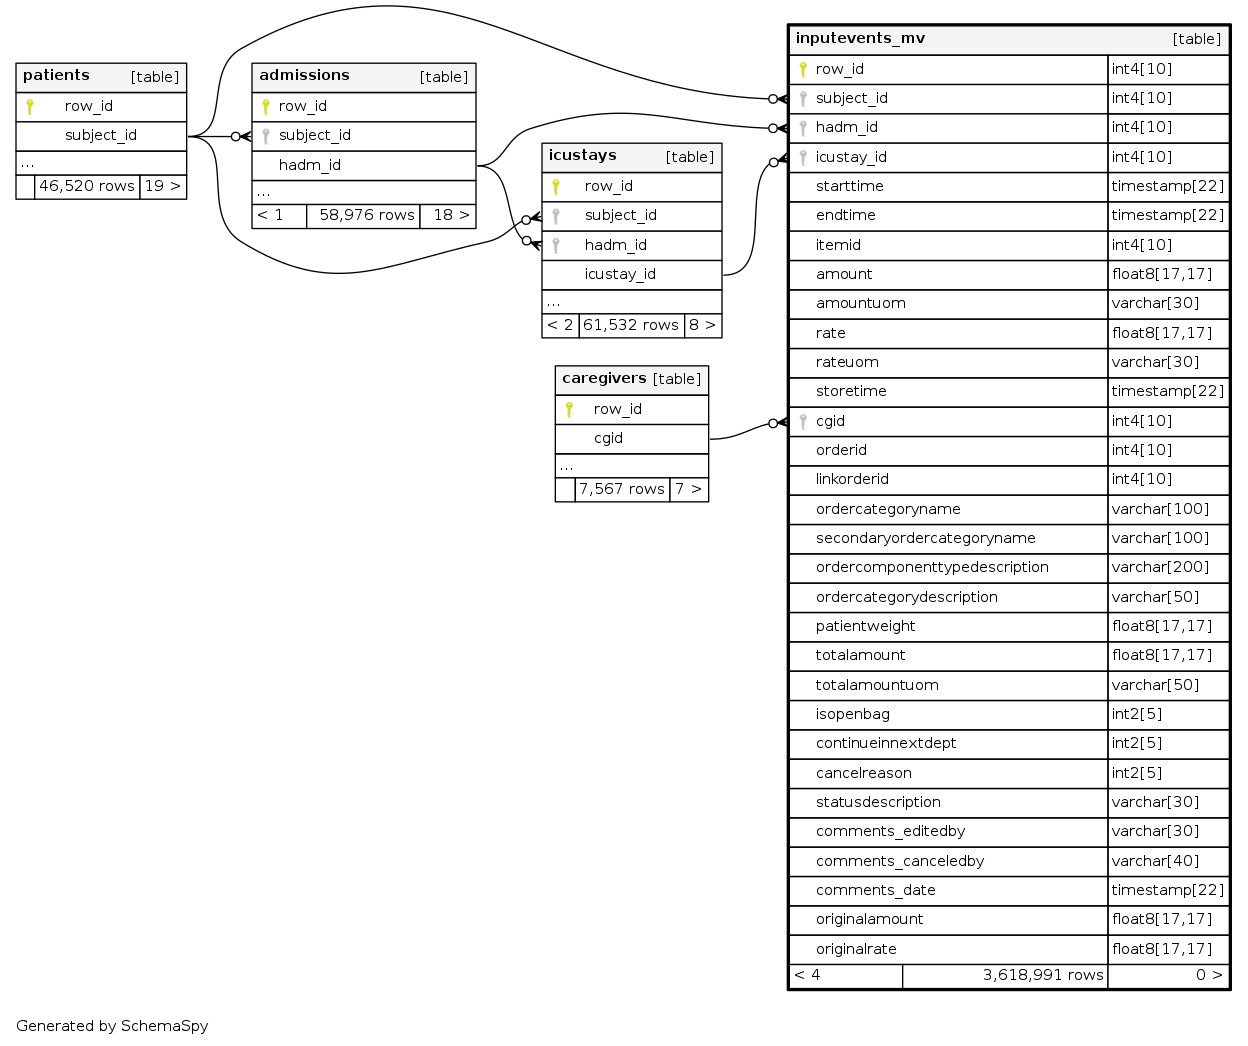 patients [table]
row_id
subject_id
...
46,520 rows 19 >
admissions [table]
row_id
subject_id
hadm_id
...
< 1 58,976 rows 18 >
icustays [table]
row_id
subject_id
hadm_id
icustay_id
...
< 2 61,532 rows 8 >
caregivers [table]
row_id
cgid
...
7,567 rows 7 >
inputevents_mv [table]
row_id int4[10]
subject_id int4[10]
hadm_id int4[10]
icustay_id int4[10]
starttime timestamp[22]
endtime timestamp[22]
itemid int4[10]
amount float8[17,17]
amountuom varchar[30]
rate float8[17,17]
rateuom varchar[30]
storetime timestamp[22]
cgid int4[10]
orderid int4[10]
linkorderid int4[10]
ordercategoryname varchar[100]
secondaryordercategoryname varchar[100]
ordercomponenttypedescription varchar[200]
ordercategorydescription varchar[50]
patientweight float8[17,17]
totalamount float8[17,17]
totalamountuom varchar[50]
isopenbag int2[5]
continueinnextdept int2[5]
cancelreason int2[5]
statusdescription varchar[30]
comments_editedby varchar[30]
comments_canceledby varchar[40]
comments_date timestamp[22]
originalamount float8[17,17]
originalrate float8[17,17]
< 4 3,618,991 rows 0 >
Generated by SchemaSpy